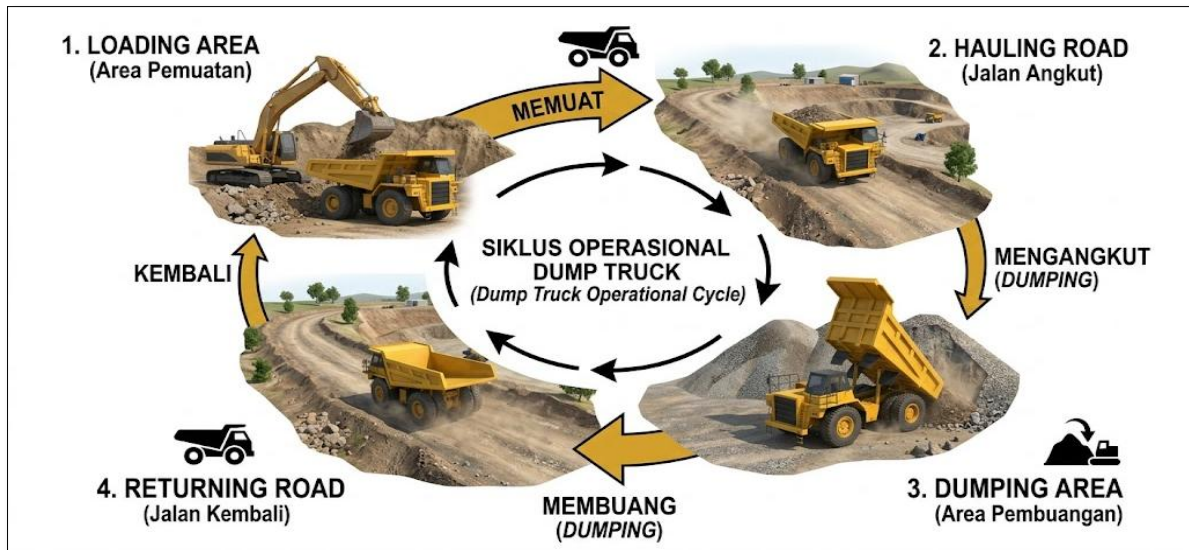 1. LOADING AREA
(Area Pemuatan)
MEMUAT
2. HAULING ROAD
(Jalan Angkut)
KEMBALI
SIKLUS OPERASIONAL
DUMP TRUCK
(Dump Truck Operational Cycle)
MENGANGKUT
(DUMPING)
4. RETURNING ROAD
(Jalan Kembali)
MEMBUANG
(DUMPING)
3. DUMPING AREA
(Area Pembuangan)